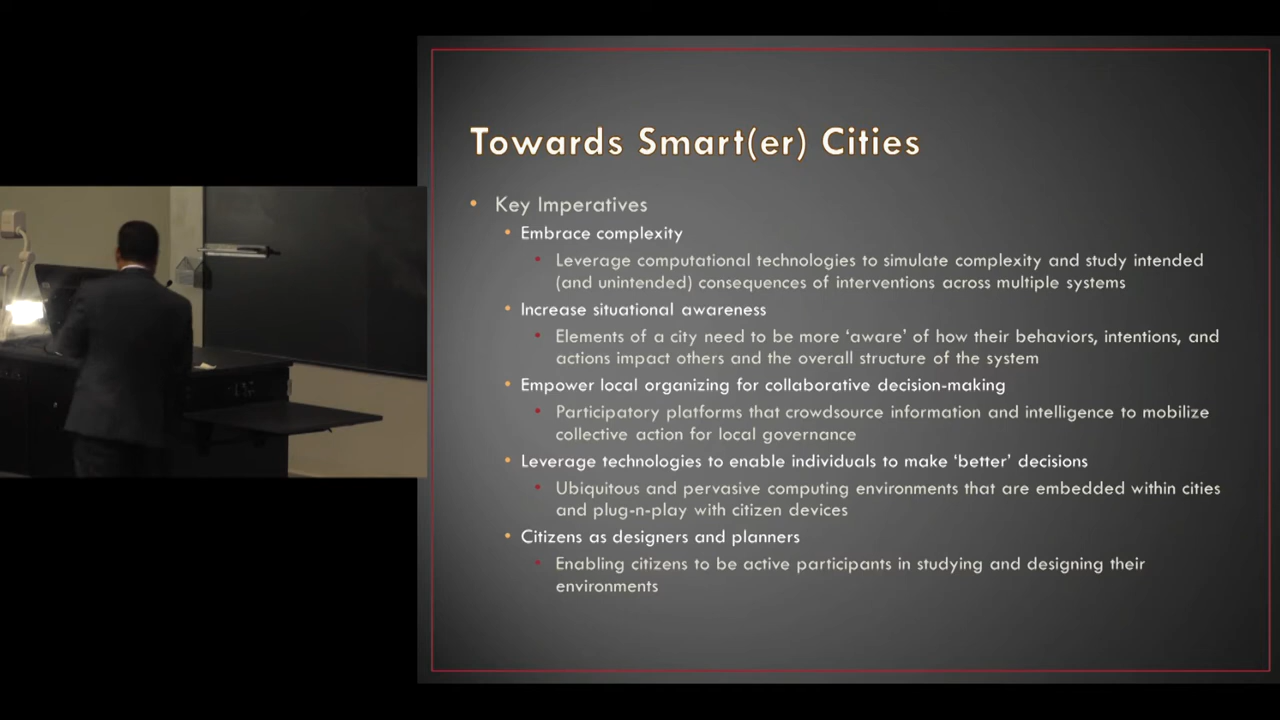 Towards Smart(er) Cities
• Key Imperatives
• Embrace complexity
• Leverage computational technologies to simulate complexity and study intended
(and unintended) consequences of interventions across multiple systems
• Increase situational awareness
• Elements of a city need to be more ‘aware’ of how their behaviors, intentions, and
actions impact others and the overall structure of the system
• Empower local organizing for collaborative decision-making
• Participatory platforms that crowdsource information and intelligence to mobilize
collective action for local governance
• Leverage technologies to enable individuals to make ‘better’ decisions
• Ubiquitous and pervasive computing environments that are embedded within cities
and plug-n-play with citizen devices
• Citizens as designers and planners
• Enabling citizens to be active participants in studying and designing their
environments